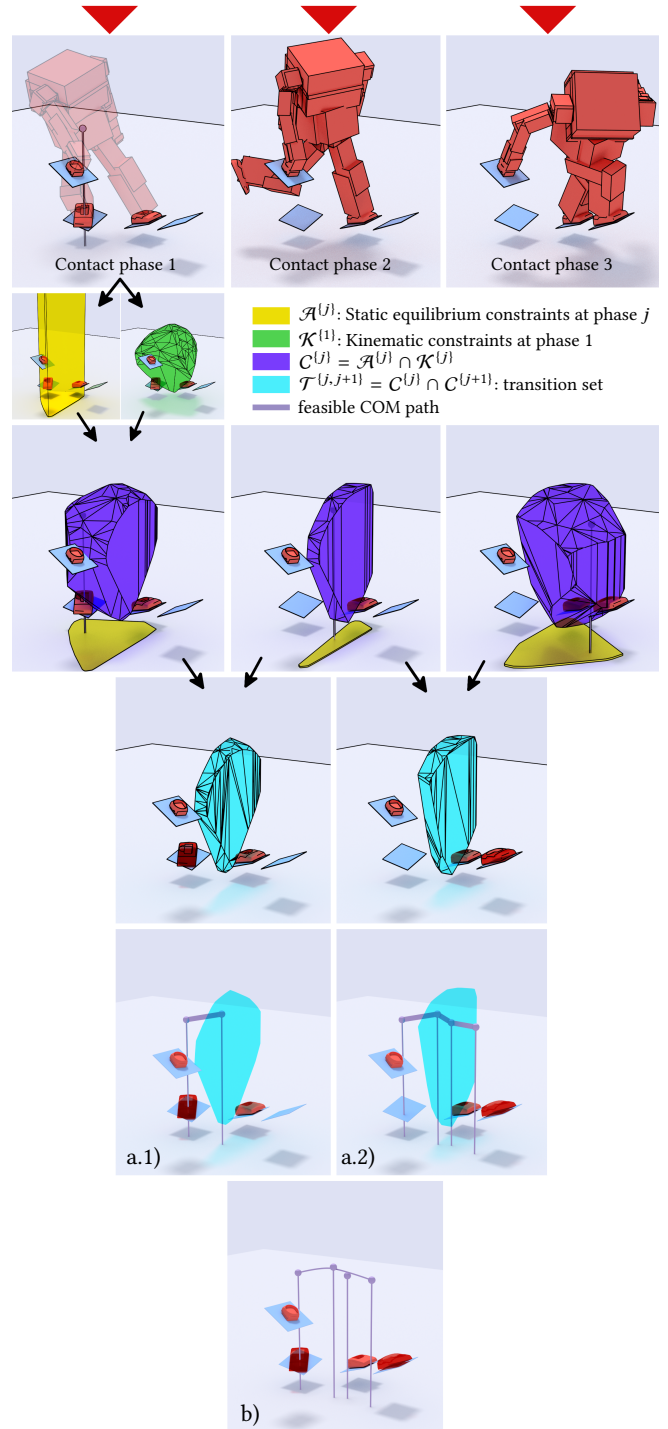 Contact phase 1
Contact phase 2
Contact phase 3
𝒜{j}: Static equilibrium constraints at phase j
𝒦{1}: Kinematic constraints at phase 1
𝒞{j} = 𝒜{j} ∩ 𝒦{j}
𝒯{j,j+1} = 𝒞{j} ∩ 𝒞{j+1}: transition set
feasible COM path
a.1)
a.2)
b)